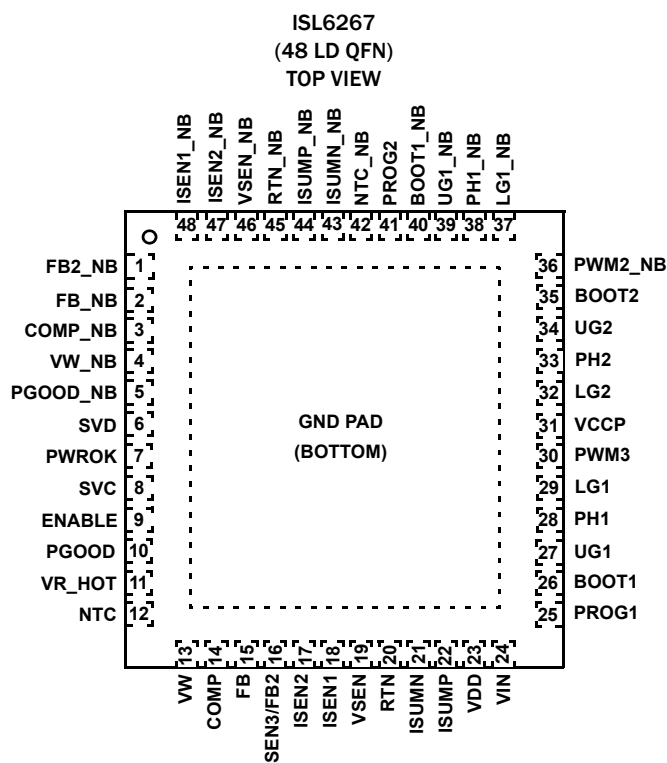 ISL6267
(48 LD QFN)
TOP VIEW
ISEN1_NB
ISEN2_NB
VSEN_NB
RTN_NB
ISUMP_NB
ISUMN_NB
NTC_NB
PROG2
BOOT1_NB
UG1_NB
PH1_NB
LG1_NB
48 47 46 45 44 43 42 41 40 39 38 37
FB2_NB 1
FB_NB 2
COMP_NB 3
VW_NB 4
PGOOD_NB 5
SVD 6
PWROK 7
SVC 8
ENABLE 9
PGOOD 10
VR_HOT 11
NTC 12
GND PAD
(BOTTOM)
36 PWM2_NB
35 BOOT2
34 UG2
33 PH2
32 LG2
31 VCCP
30 PWM3
29 LG1
28 PH1
27 UG1
26 BOOT1
25 PROG1
13 14 15 16 17 18 19 20 21 22 23 24
VW
COMP
FB
SEN3/FB2
ISEN2
ISEN1
VSEN
RTN
ISUMN
ISUMP
VDD
VIN